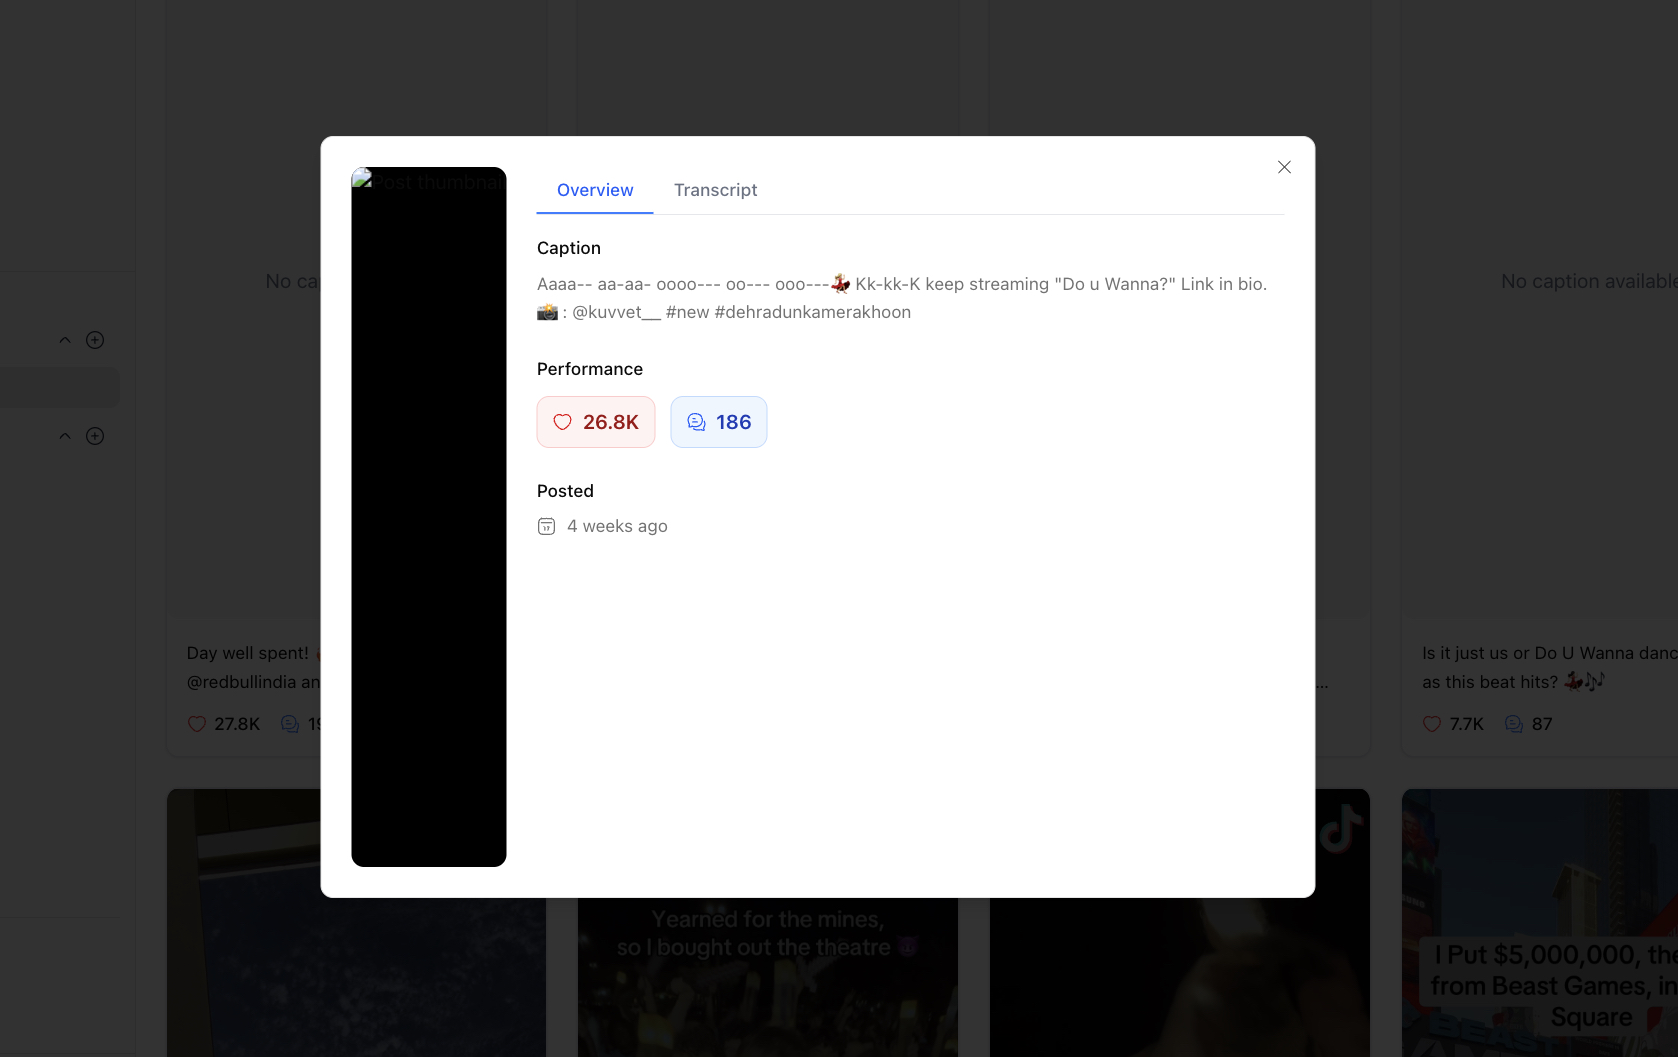 Post thumbnai
Overview
Transcript
Caption
Aaaa-- aa-aa- oooo--- oo--- ooo---💃🏽 Kk-kk-K keep streaming "Do u Wanna?" Link in bio.
📸 : @kuvvet__ #new #dehradunkamerakhoon
Performance
26.8K
186
Posted
4 weeks ago
No ca
No caption available
Day well spent!
@redbullindia an
27.8K
...
Is it just us or Do U Wanna danc
as this beat hits? 💃🏿🎶
7.7K
87
Yearned for the mines,
so I bought out the theatre 😈
I Put $5,000,000, the
from Beast Games, in
Square